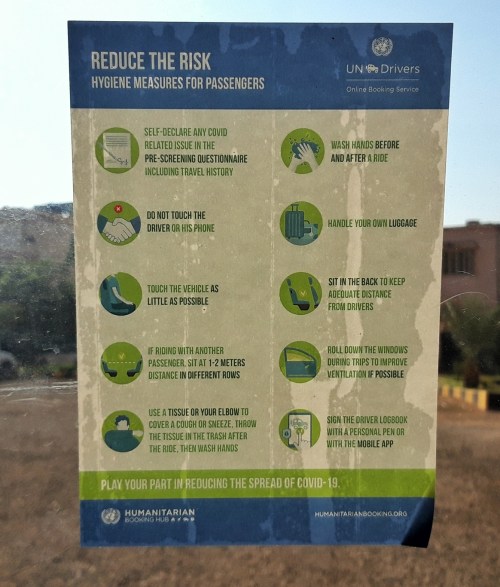 REDUCE THE RISK
HYGIENE MEASURES FOR PASSENGERS
UN Drivers
Online Booking Service
SELF-DECLARE ANY COVID
RELATED ISSUE IN THE
PRE-SCREENING QUESTIONNAIRE
INCLUDING TRAVEL HISTORY
WASH HANDS BEFORE
AND AFTER A RIDE
DO NOT TOUCH THE
DRIVER OR HIS PHONE
HANDLE YOUR OWN LUGGAGE
TOUCH THE VEHICLE AS
LITTLE AS POSSIBLE
SIT IN THE BACK TO KEEP
ADEQUATE DISTANCE
FROM DRIVERS
IF RIDING WITH ANOTHER
PASSENGER, SIT AT 1-2 METERS
DISTANCE IN DIFFERENT ROWS
ROLL DOWN THE WINDOWS
DURING TRIPS TO IMPROVE
VENTILATION IF POSSIBLE
USE A TISSUE OR YOUR ELBOW TO
COVER A COUGH OR SNEEZE, THROW
THE TISSUE IN THE TRASH AFTER
THE RIDE, THEN WASH HANDS
SIGN THE DRIVER LOGBOOK
WITH A PERSONAL PEN OR
WITH THE MOBILE APP
PLAY YOUR PART IN REDUCING THE SPREAD OF COVID-19.
HUMANITARIAN
BOOKING HUB
HUMANITARIANBOOKING.ORG